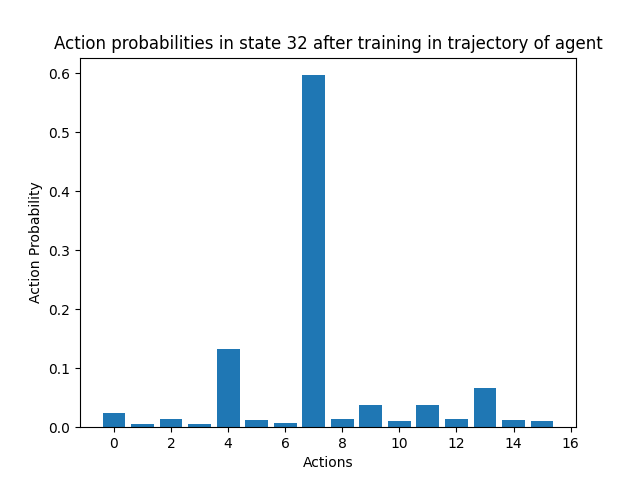 Action probabilities in state 32 after training in trajectory of agent
0.6
0.5
0.4
0.3
0.2
0.1
0.0
Action Probability
0 2 4 6 8 10 12 14 16
Actions